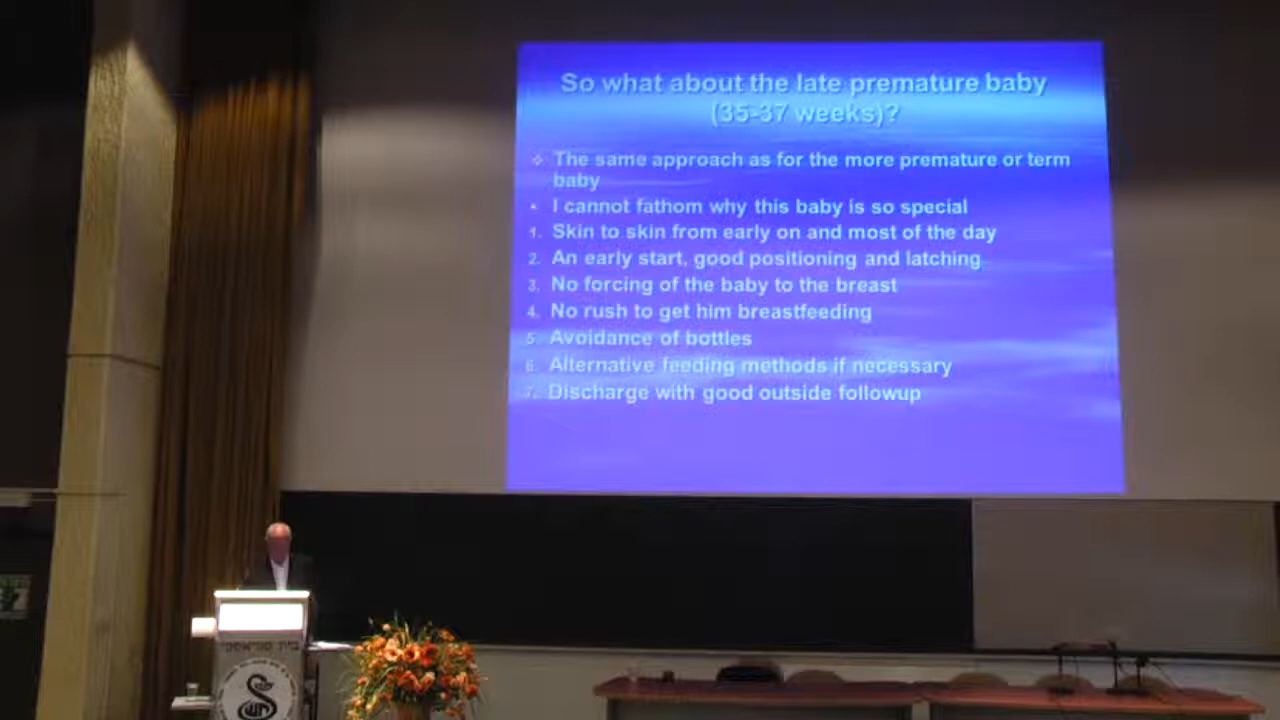 So what about the late premature baby
(35-37 weeks)?
The same approach as for the more premature or term
baby
• I cannot fathom why this baby is so special
1. Skin to skin from early on and most of the day
2. An early start, good positioning and latching
3. No forcing of the baby to the breast
4. No rush to get him breastfeeding
5. Avoidance of bottles
6. Alternative feeding methods if necessary
7. Discharge with good outside followup